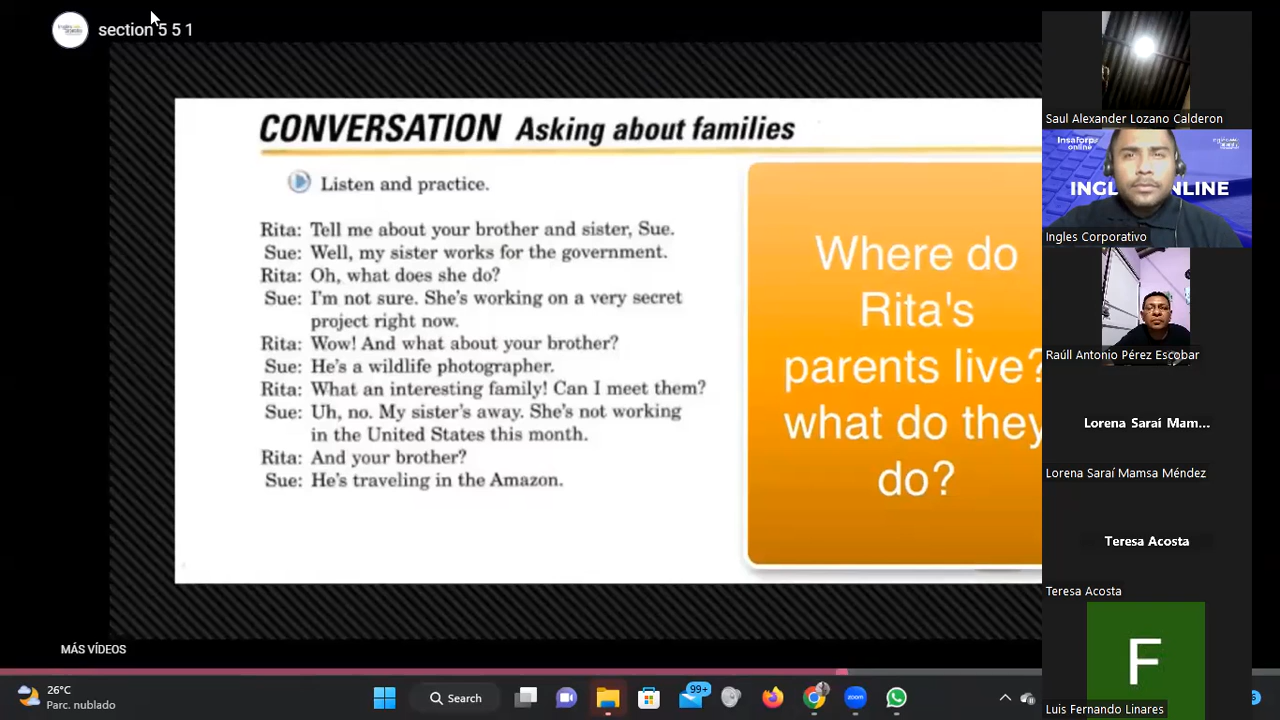 section 5 5 1
CONVERSATION Asking about families
Listen and practice.
Rita: Tell me about your brother and sister, Sue.
Sue: Well, my sister works for the government.
Rita: Oh, what does she do?
Sue: I'm not sure. She's working on a very secret
project right now.
Rita: Wow! And what about your brother?
Sue: He's a wildlife photographer.
Rita: What an interesting family! Can I meet them?
Sue: Uh, no. My sister's away. She's not working
in the United States this month.
Rita: And your brother?
Sue: He's traveling in the Amazon.
Where do
Rita's
parents live?
what do they
do?
MÁS VÍDEOS
Saul Alexander Lozano Calderon
Insaforp
online
INGL NLINE
Ingles Corporativo
Raúll Antonio Pérez Escobar
Lorena Saraí Mam...
Lorena Saraí Mamsa Méndez
Teresa Acosta
Teresa Acosta
F
Luis Fernando Linares
26°C
Parc. nublado
Search
99+
zoom